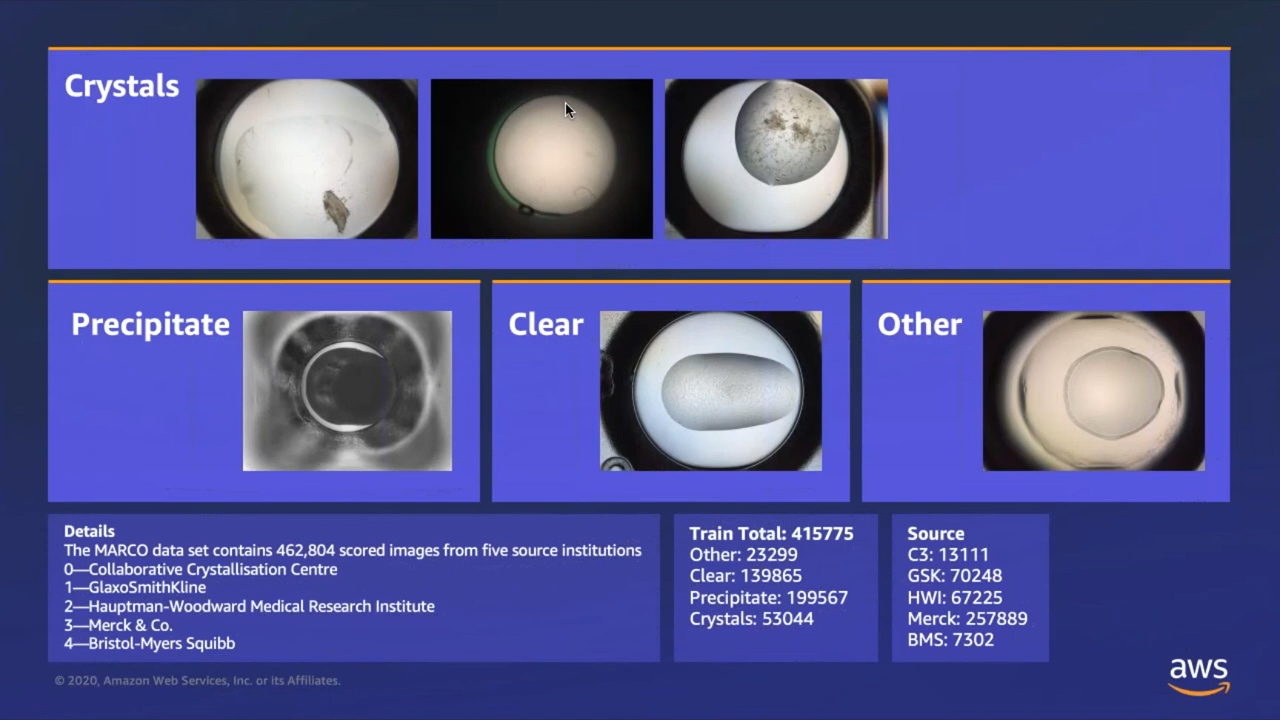 Crystals
Precipitate
Clear
Other
Details
The MARCO data set contains 462,804 scored images from five source institutions
0—Collaborative Crystallisation Centre
1—GlaxoSmithKline
2—Hauptman-Woodward Medical Research Institute
3—Merck & Co.
4—Bristol-Myers Squibb
Train Total: 415775
Other: 23299
Clear: 139865
Precipitate: 199567
Crystals: 53044
Source
C3: 13111
GSK: 70248
HWI: 67225
Merck: 257889
BMS: 7302
© 2020, Amazon Web Services, Inc. or its Affiliates.
aws